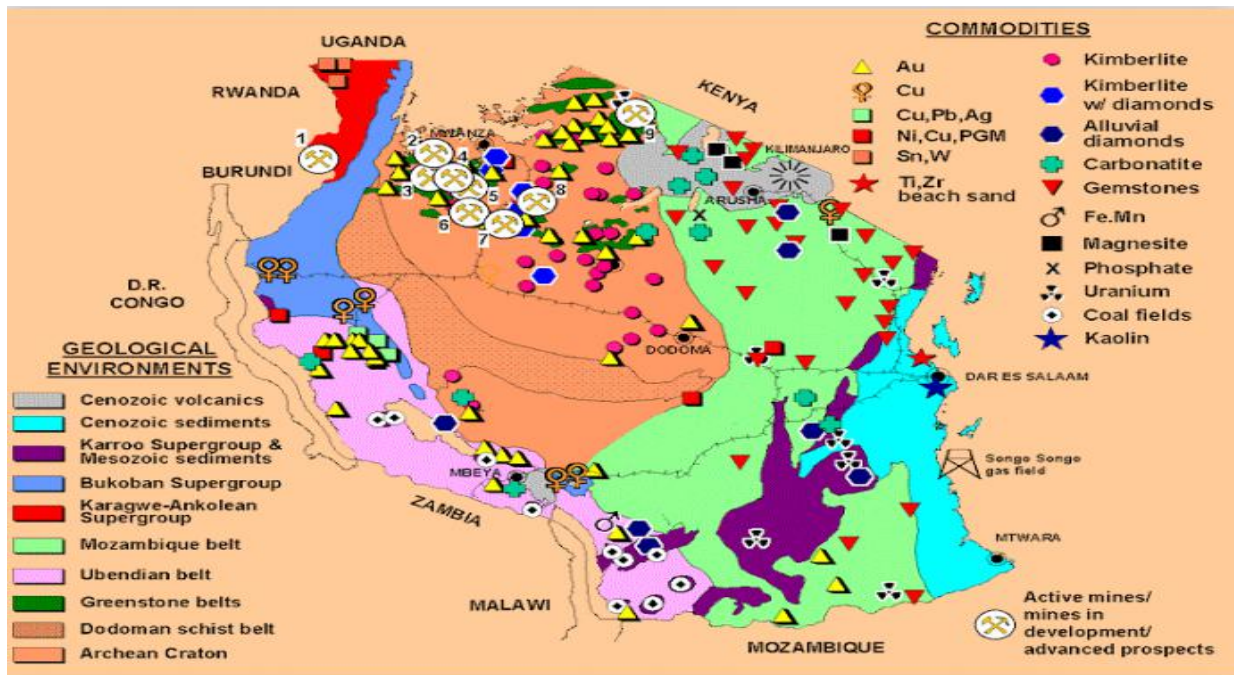 UGANDA
RWANDA
BURUNDI
D.R.
CONGO
ZAMBIA
MALAWI
MOZAMBIQUE
KENYA
1
2
3
4
5
6
7
8
9
MWANZA
KILIMANJARO
ARUSHA
DODOMA
DAR ES SALAAM
MBEYA
MTWARA
Songo Songo
gas field
COMMODITIES
Au
Cu
Cu,Pb,Ag
Ni,Cu,PGM
Sn,W
Ti,Zr
beach sand
Kimberlite
Kimberlite
w/ diamonds
Alluvial
diamonds
Carbonatite
Gemstones
Fe.Mn
Magnesite
Phosphate
Uranium
Coal fields
Kaolin
GEOLOGICAL
ENVIRONMENTS
Cenozoic volcanics
Cenozoic sediments
Karroo Supergroup &
Mesozoic sediments
Bukoban Supergroup
Karagwe-Ankolean
Supergroup
Mozambique belt
Ubendian belt
Greenstone belts
Dodoman schist belt
Archean Craton
Active mines/
mines in
development/
advanced prospects